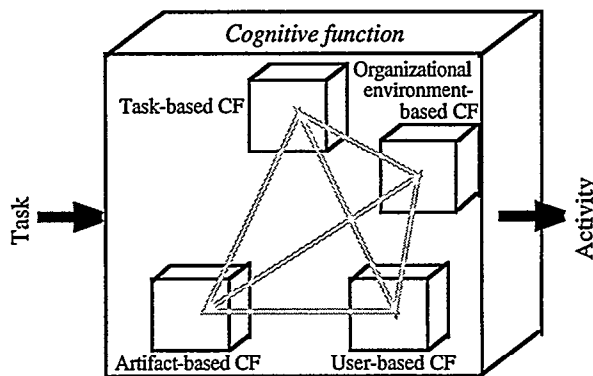 Cognitive function
Organizational
environment-
based CF
Task-based CF
Task
Activity
Artifact-based CF
User-based CF